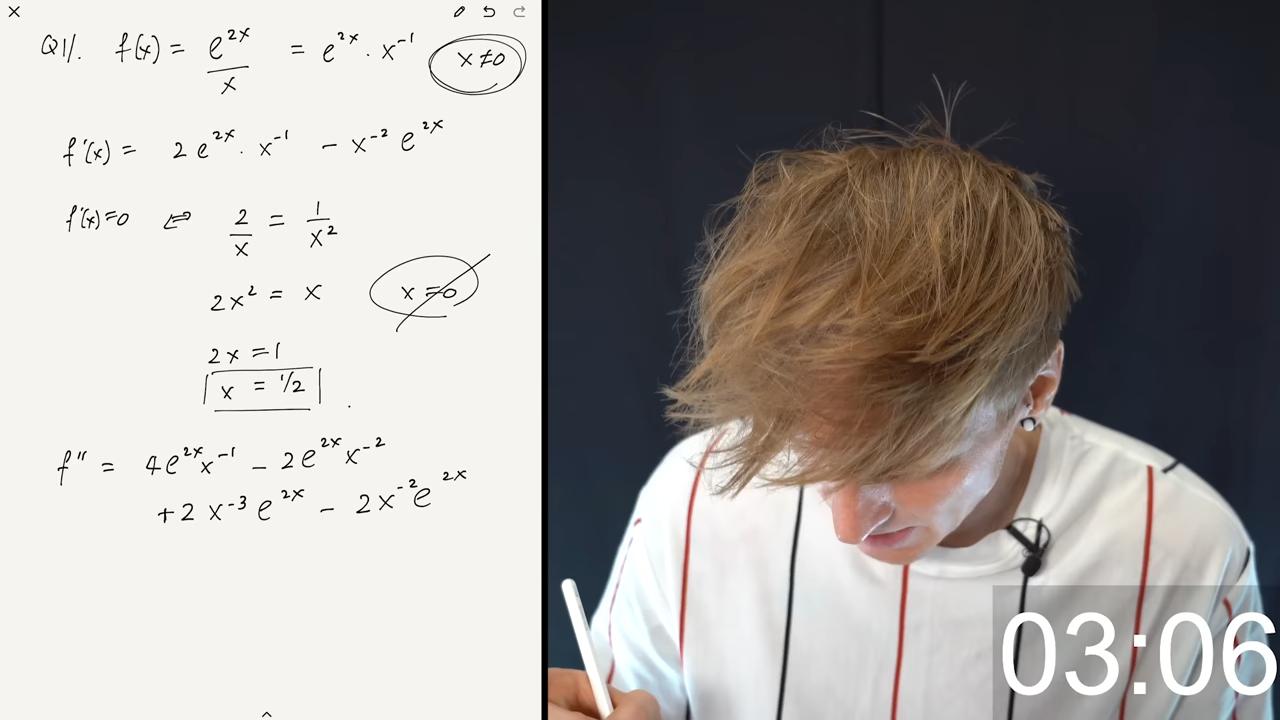 Q1/. f(x) = e^{2x}/x = e^{2x} · x^{-1} x≠0
f'(x) = 2e^{2x} · x^{-1} - x^{-2} e^{2x}
f'(x)=0 ⇔ 2/x = 1/x^2
2x^2 = x x=0
2x = 1
x = 1/2
f'' = 4e^{2x}x^{-1} - 2e^{2x}x^{-2}
+2x^{-3}e^{2x} - 2x^{-2}e^{2x}
03:06